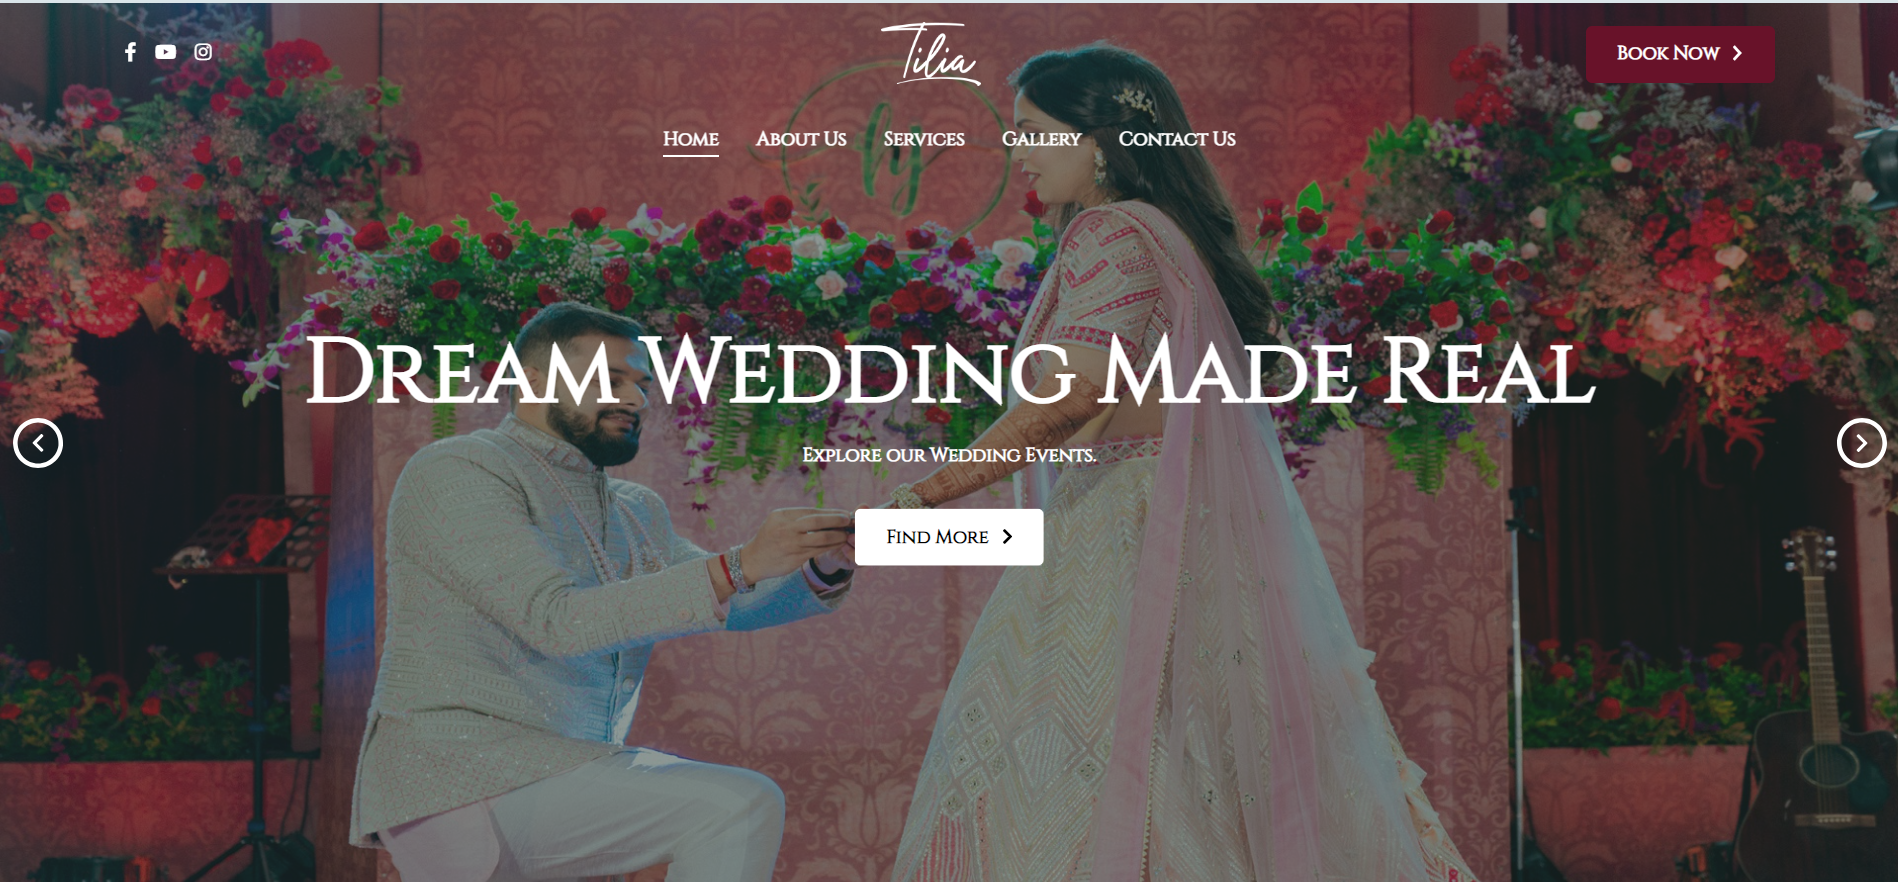 Tilia
Book Now
Home About Us Services Gallery Contact Us
Dream Wedding Made Real
Explore our Wedding Events.
Find More